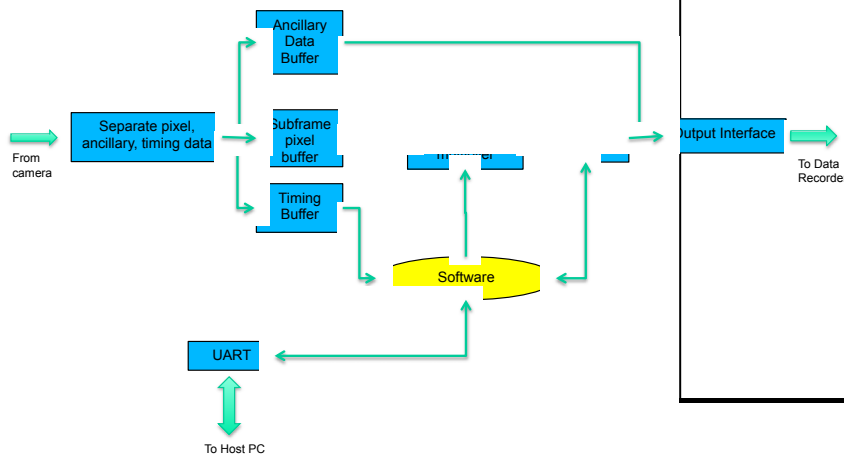 Ancillary
Data
Buffer
From
camera
Separate pixel,
ancillary, timing data
Subframe
pixel
buffer
Timing
Buffer
Output Interface
To Data
Recorde
Software
UART
To Host PC